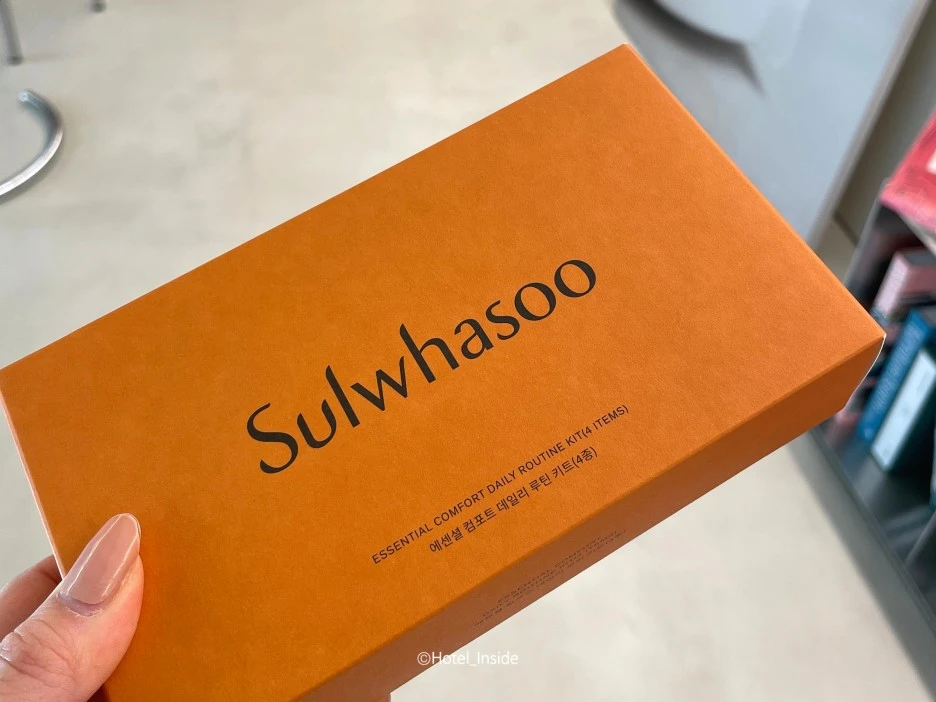 Sulwhasoo
ESSENTIAL COMFORT DAILY ROUTINE KIT(4 ITEMS)
에센셜 컴포트 데일리 루틴 키트(4종)
©Hotel_Inside